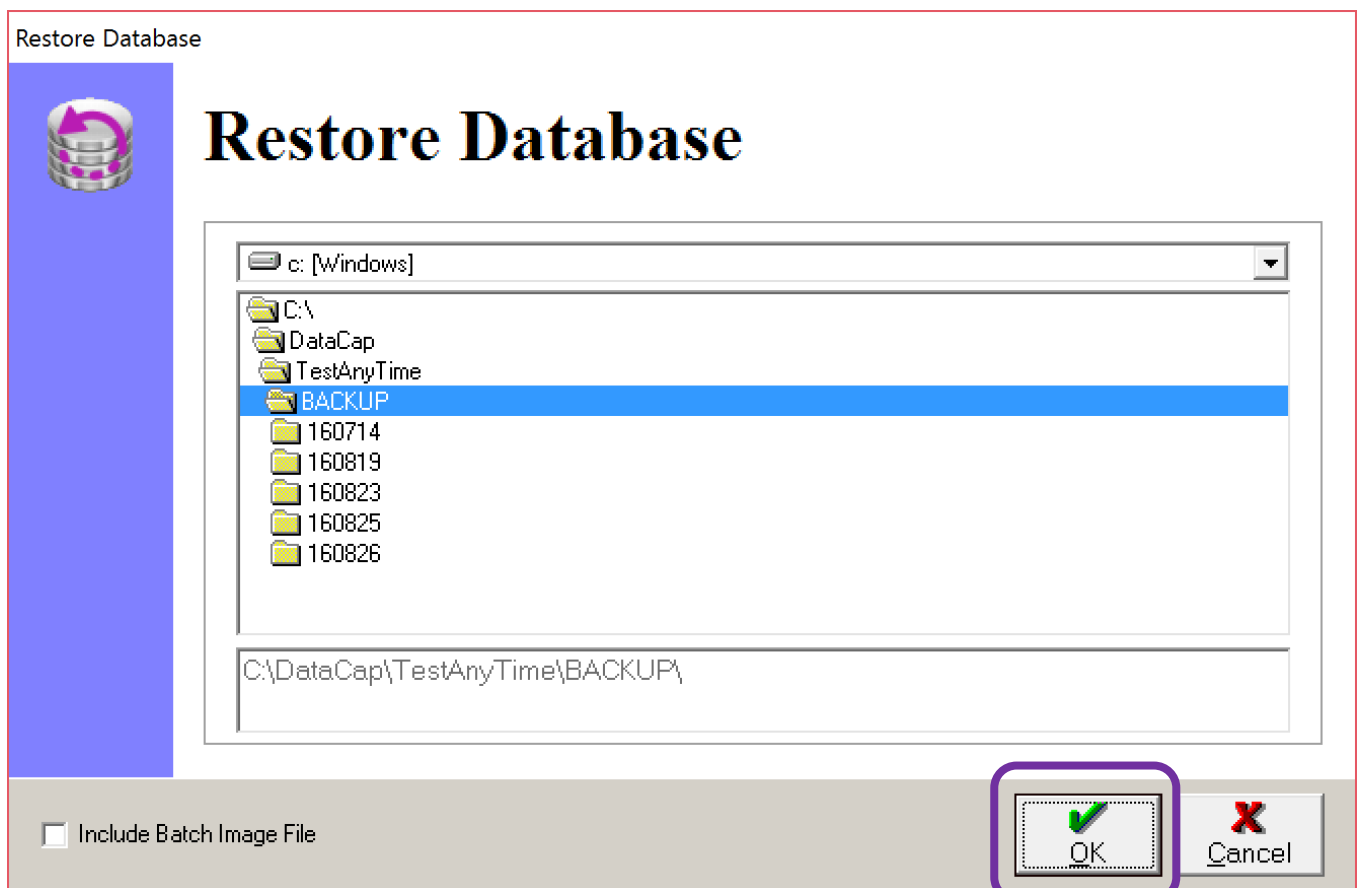 Restore Database
Restore Database
c: [Windows]
C:\
DataCap
TestAnyTime
BACKUP
160714
160819
160823
160825
160826
C:\DataCap\TestAnyTime\BACKUP\
Include Batch Image File
OK
Cancel